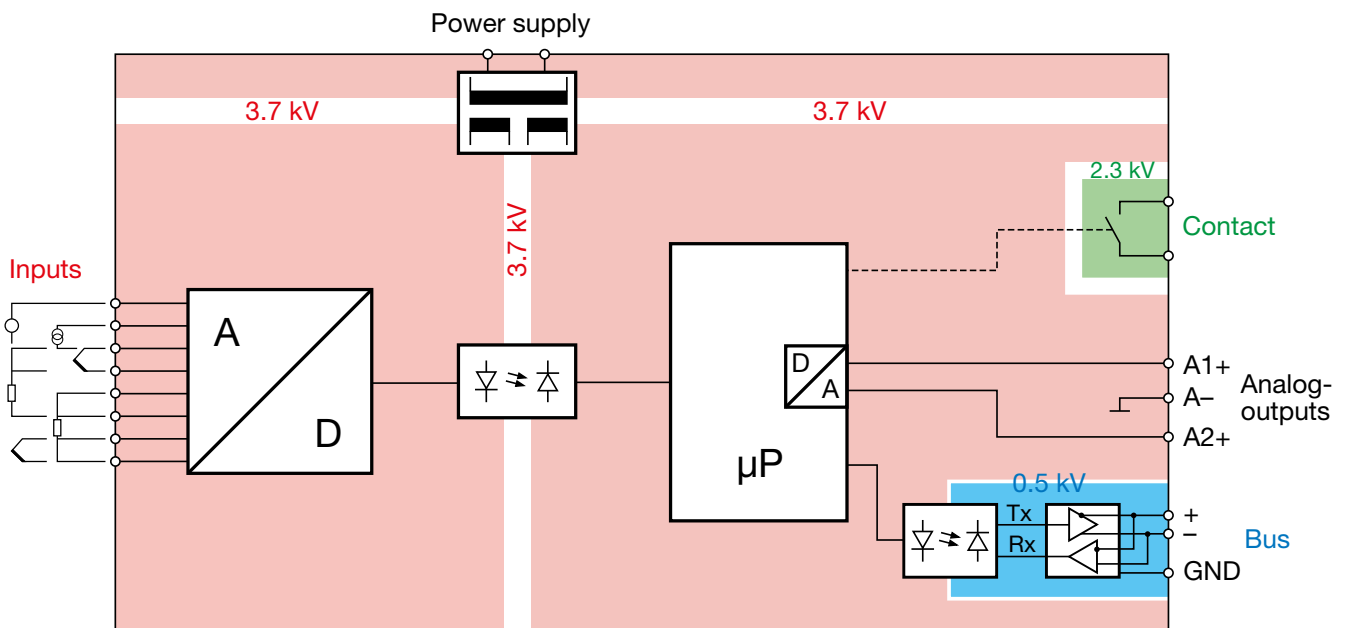 Power supply
3.7 kV
3.7 kV
2.3 kV
3.7 kV
Contact
Inputs
A
D
D
A
µP
A1+
A–
A2+
Analog-
outputs
0.5 kV
Tx
Rx
+
–
GND
Bus